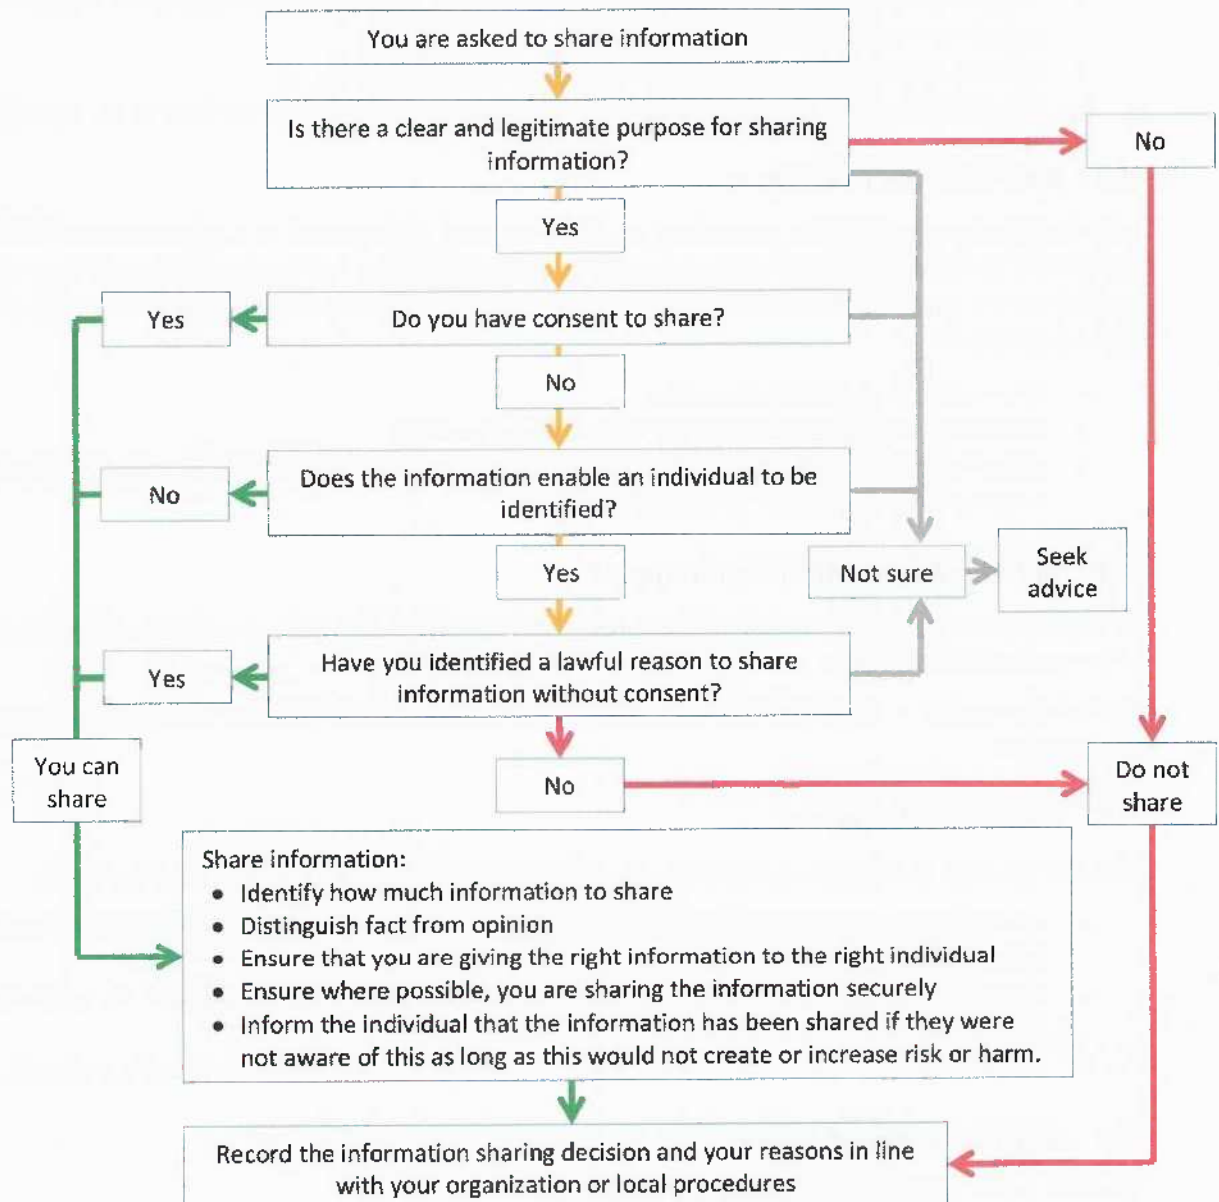 You are asked to share information
Is there a clear and legitimate purpose for sharing
information?
No
Yes
Yes
Do you have consent to share?
No
No
Does the information enable an individual to be
identified?
Yes
Not sure
Seek
advice
Yes
Have you identified a lawful reason to share
information without consent?
You can
share
No
Do not
share
Share information:
• Identify how much information to share
• Distinguish fact from opinion
• Ensure that you are giving the right information to the right individual
• Ensure where possible, you are sharing the information securely
• Inform the individual that the information has been shared if they were
not aware of this as long as this would not create or increase risk or harm.
Record the information sharing decision and your reasons in line
with your organization or local procedures